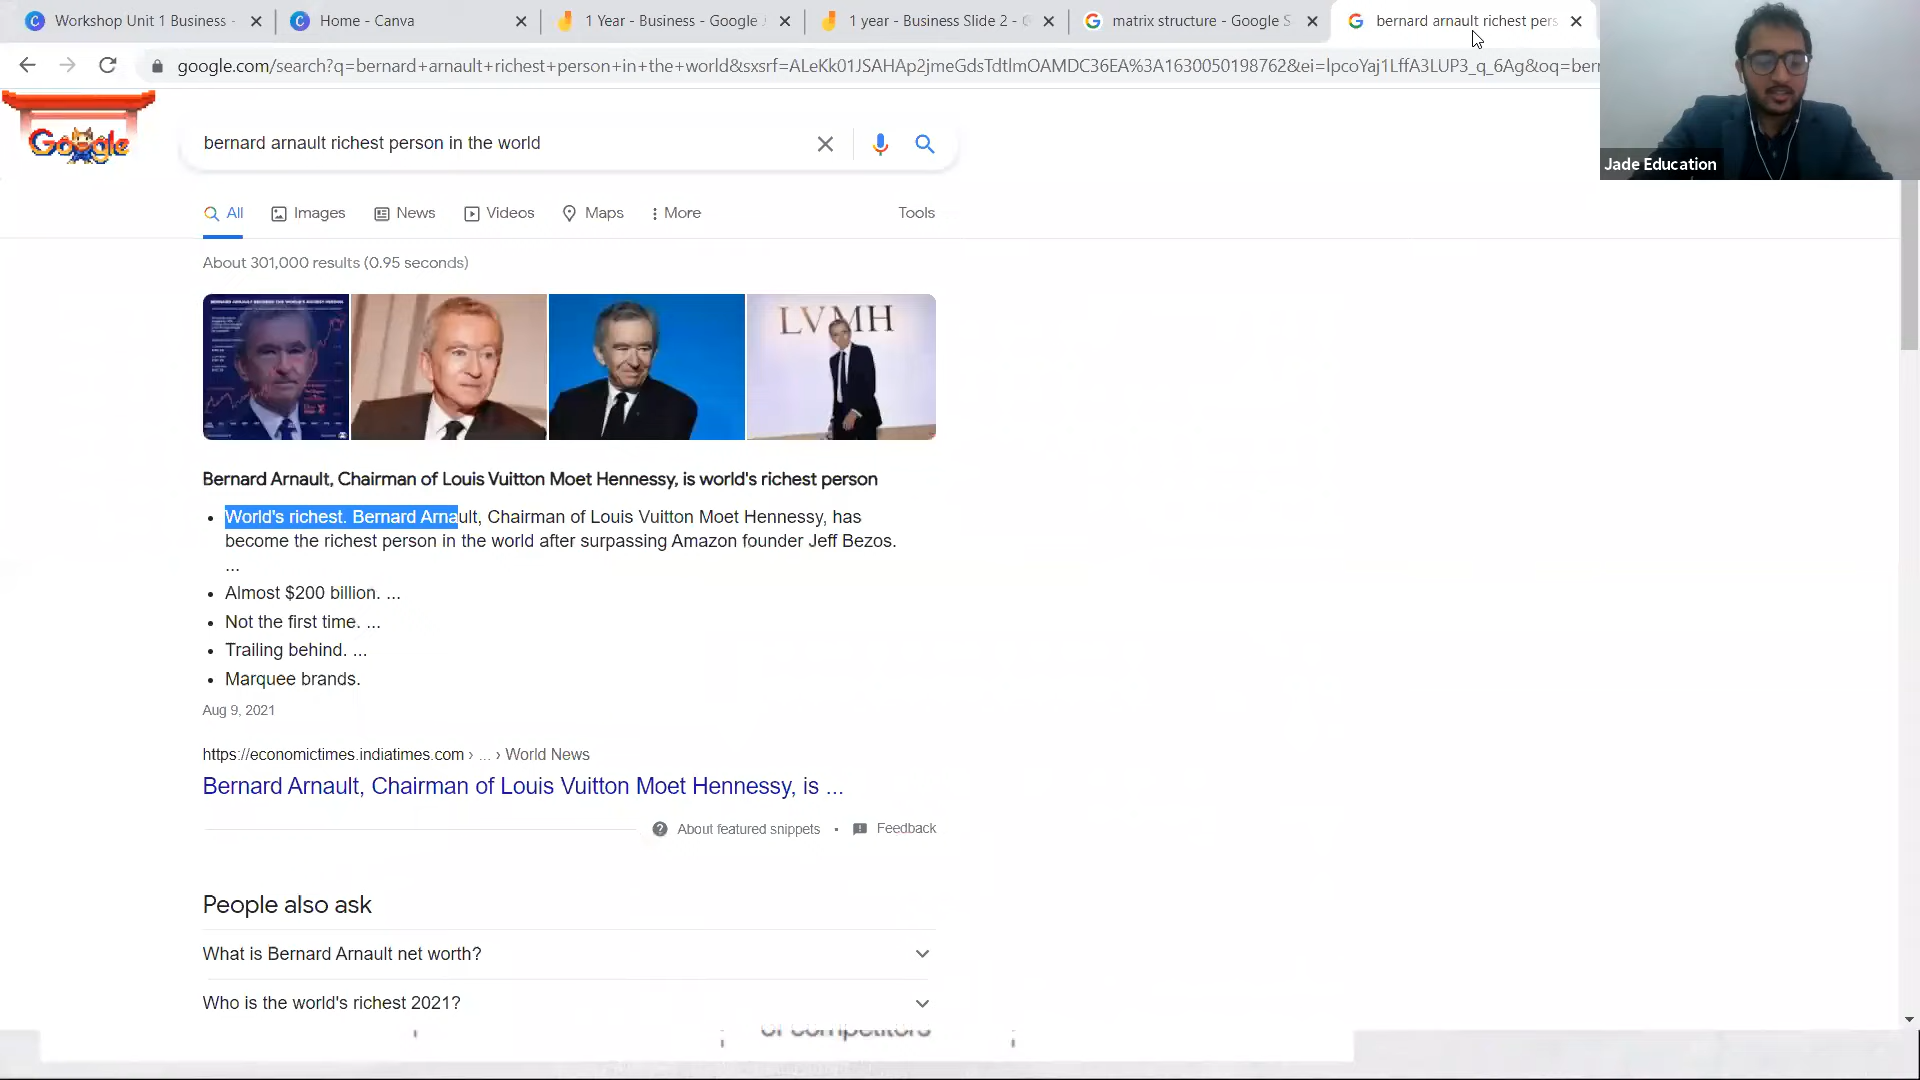 Workshop Unit 1 Business -
Home - Canva
1 Year - Business - Google
1 year - Business Slide 2 -
matrix structure - Google S
bernard arnault richest pers
google.com/search?q=bernard+arnault+richest+person+in+the+world&sxsrf=ALeKk01JSAHAp2jmeGdsTdtImOAMDC36EA%3A1630050198762&ei=IpcoYaj1LffA3LUP3_q_6Ag&oq=ber
Google
bernard arnault richest person in the world
Jade Education
All
Images
News
Videos
Maps
More
Tools
About 301,000 results (0.95 seconds)
LVMH
Bernard Arnault, Chairman of Louis Vuitton Moet Hennessy, is world's richest person
• World's richest. Bernard Arnault, Chairman of Louis Vuitton Moet Hennessy, has
become the richest person in the world after surpassing Amazon founder Jeff Bezos.
...
• Almost $200 billion. ...
• Not the first time. ...
• Trailing behind. ...
• Marquee brands.
Aug 9, 2021
https://economictimes.indiatimes.com › ... › World News
Bernard Arnault, Chairman of Louis Vuitton Moet Hennessy, is ...
About featured snippets • Feedback
People also ask
What is Bernard Arnault net worth?
Who is the world's richest 2021?
of competitors